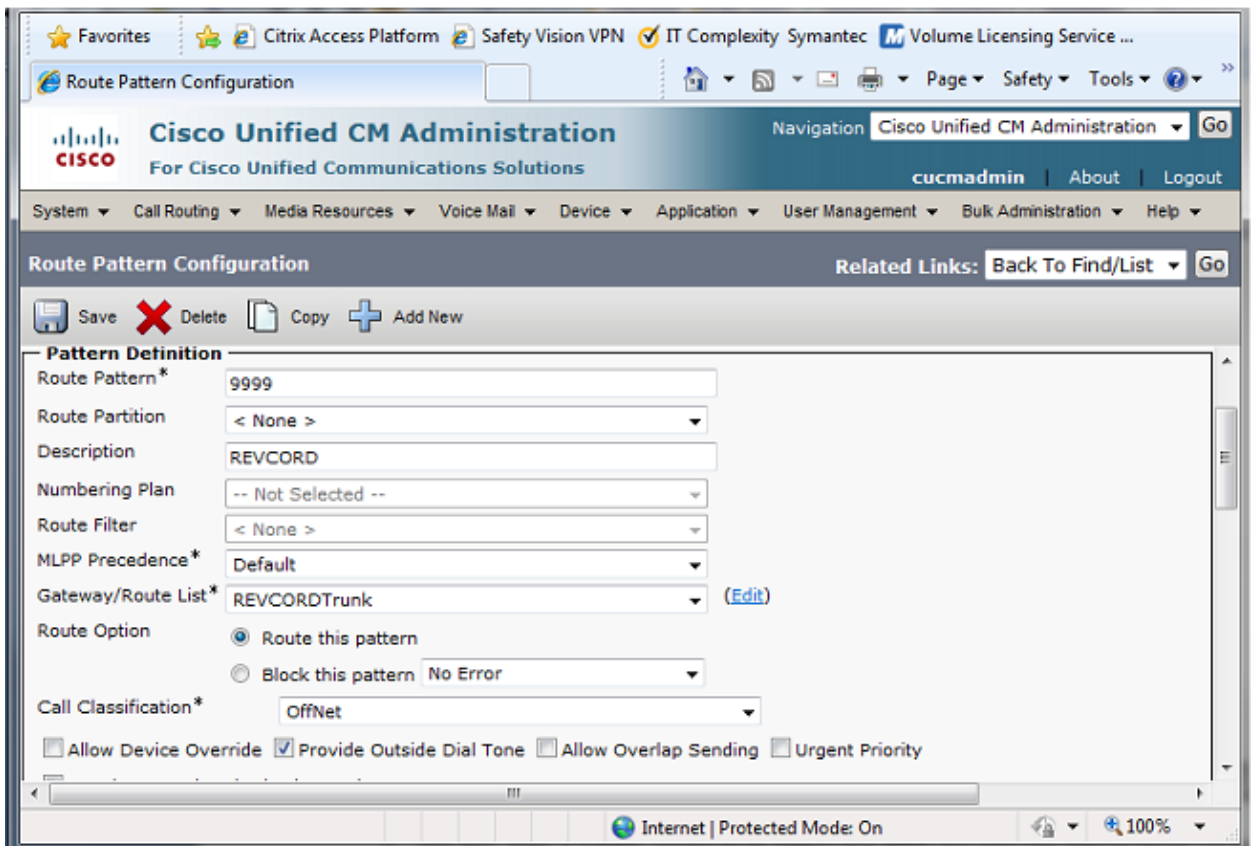 Favorites Citrix Access Platform Safety Vision VPN IT Complexity Symantec Volume Licensing Service ...
Route Pattern Configuration Page Safety Tools
CISCO
Cisco Unified CM Administration
For Cisco Unified Communications Solutions
Navigation Cisco Unified CM Administration Go
cucmadmin | About | Logout
System Call Routing Media Resources Voice Mail Device Application User Management Bulk Administration Help
Route Pattern Configuration Related Links: Back To Find/List Go
Save Delete Copy Add New
Pattern Definition
Route Pattern* 9999
Route Partition < None >
Description REVCORD
Numbering Plan -- Not Selected --
Route Filter < None >
MLPP Precedence* Default
Gateway/Route List* REVCORDTrunk (Edit)
Route Option Route this pattern
Block this pattern No Error
Call Classification* OffNet
Allow Device Override Provide Outside Dial Tone Allow Overlap Sending Urgent Priority
Internet | Protected Mode: On 100%